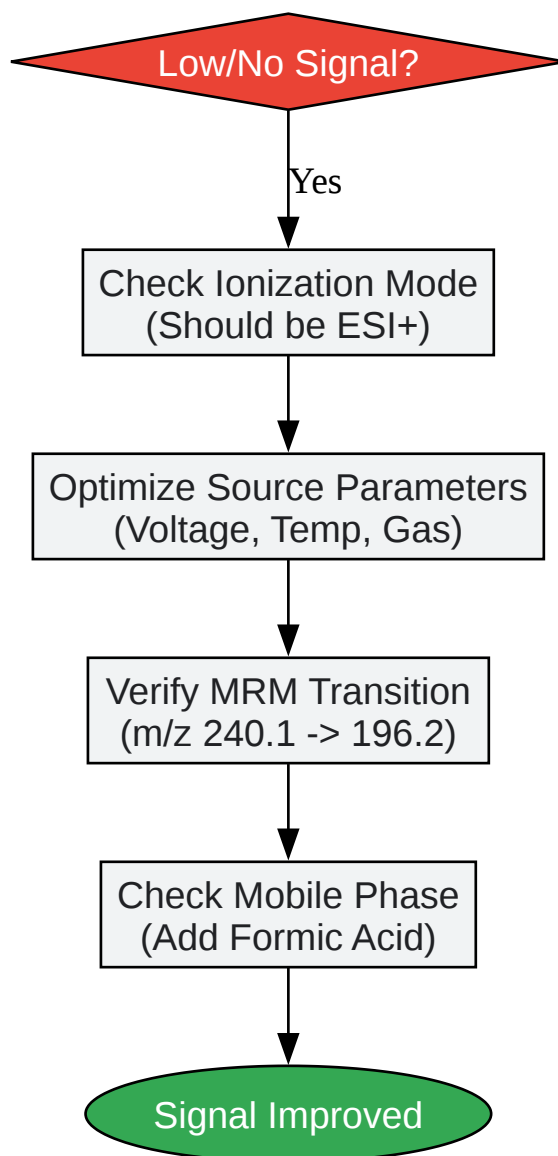 Low/No Signal?
Yes
Check Ionization Mode
(Should be ESI+)
Optimize Source Parameters
(Voltage, Temp, Gas)
Verify MRM Transition
(m/z 240.1 -> 196.2)
Check Mobile Phase
(Add Formic Acid)
Signal Improved